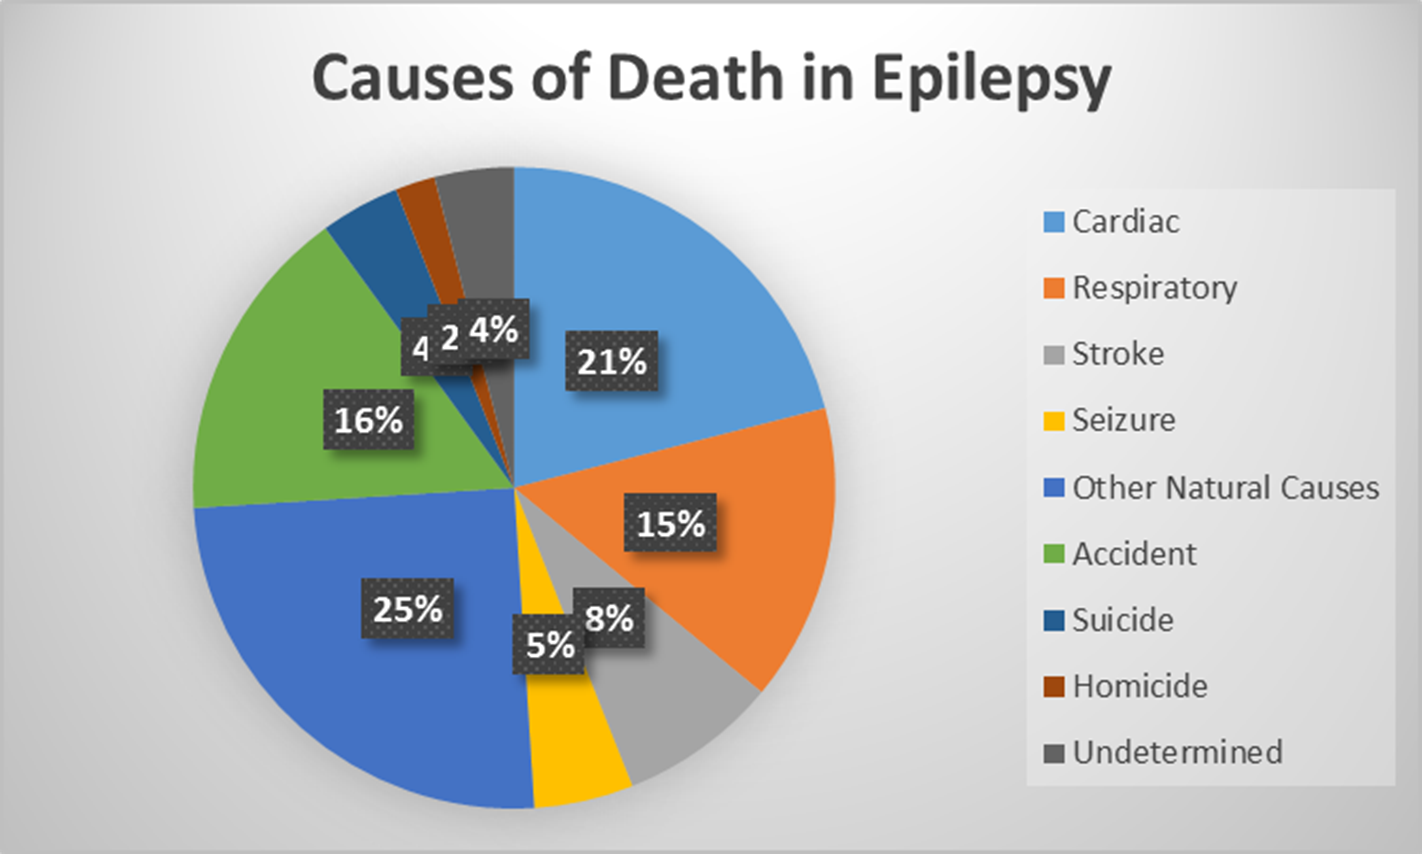 Causes of Death in Epilepsy
4
2
4%
21%
16%
15%
25%
5%
8%
Cardiac
Respiratory
Stroke
Seizure
Other Natural Causes
Accident
Suicide
Homicide
Undetermined